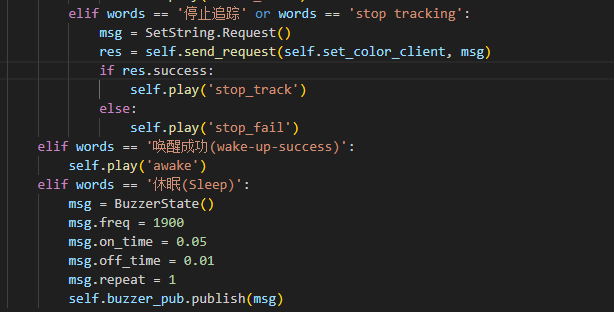 elif words == '停止追踪' or words == 'stop tracking':
msg = SetString.Request()
res = self.send_request(self.set_color_client, msg)
if res.success:
self.play('stop_track')
else:
self.play('stop_fail')
elif words == '唤醒成功(wake-up-success)':
self.play('awake')
elif words == '休眠(Sleep)':
msg = BuzzerState()
msg.freq = 1900
msg.on_time = 0.05
msg.off_time = 0.01
msg.repeat = 1
self.buzzer_pub.publish(msg)